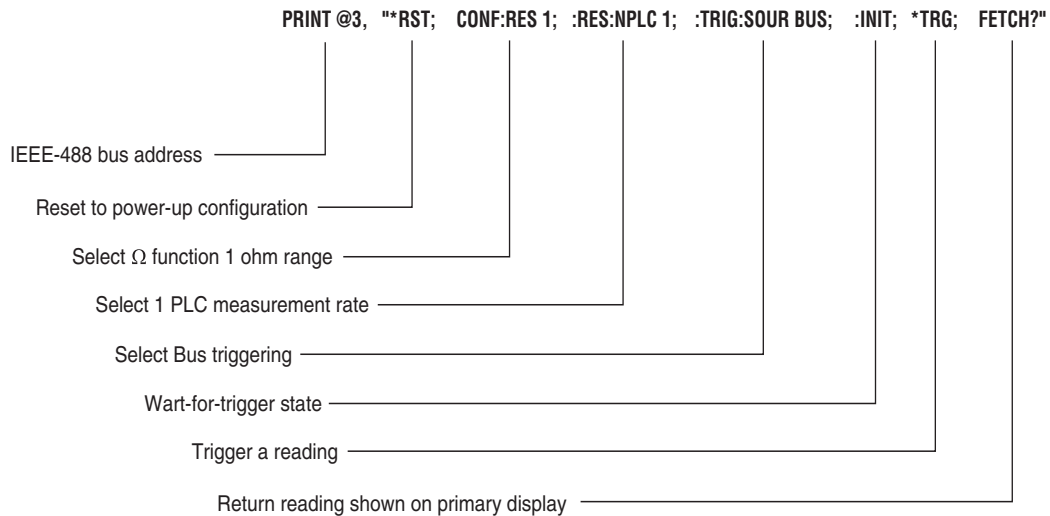 PRINT @3, "*RST; CONF:RES 1; :RES:NPLC 1; :TRIG:SOUR BUS; :INIT; *TRG; FETCH?"
IEEE-488 bus address
Reset to power-up configuration
Select Ω function 1 ohm range
Select 1 PLC measurement rate
Select Bus triggering
Wart-for-trigger state
Trigger a reading
Return reading shown on primary display